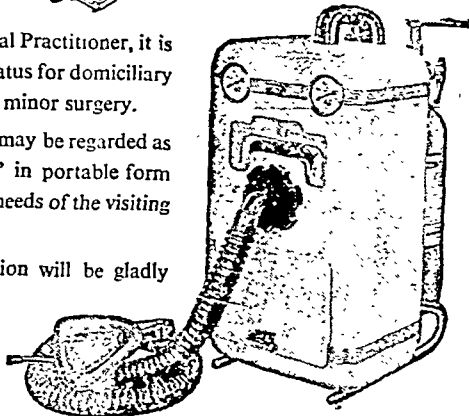 al Practitioner, it is
atus for domiciliary
minor surgery.
may be regarded as
” in portable form
needs of the visiting
ion will be gladly